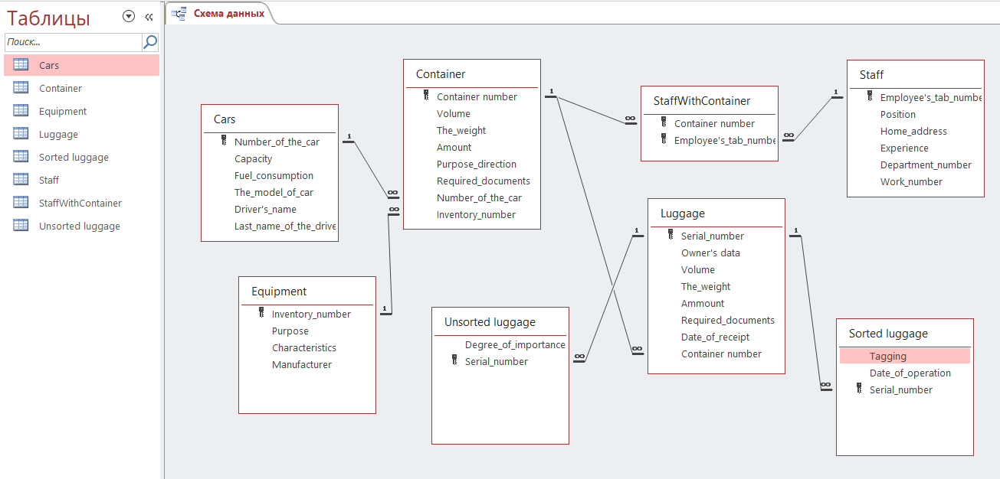 Таблицы
Поиск...
Cars
Container
Equipment
Luggage
Sorted luggage
Staff
StaffWithContainer
Unsorted luggage
Схема данных
Cars
Number_of_the_car
Capacity
Fuel_consumption
The_model_of_car
Driver's_name
Last_name_of_the_drive
1
∞
Equipment
Inventory_number
Purpose
Characteristics
Manufacturer
1
∞
Container
Container number
Volume
The_weight
Amount
Purpose_direction
Required_documents
Number_of_the_car
Inventory_number
1
∞
StaffWithContainer
Container number
Employee's_tab_numbe
∞
1
Staff
Employee's_tab_numbe
Position
Home_address
Experience
Department_number
Work_number
Unsorted luggage
Degree_of_importance
Serial_number
∞
1
Luggage
Serial_number
Owner's data
Volume
The_weight
Ammount
Required_documents
Date_of_receipt
Container number
∞
1
∞
Sorted luggage
Tagging
Date_of_operation
Serial_number